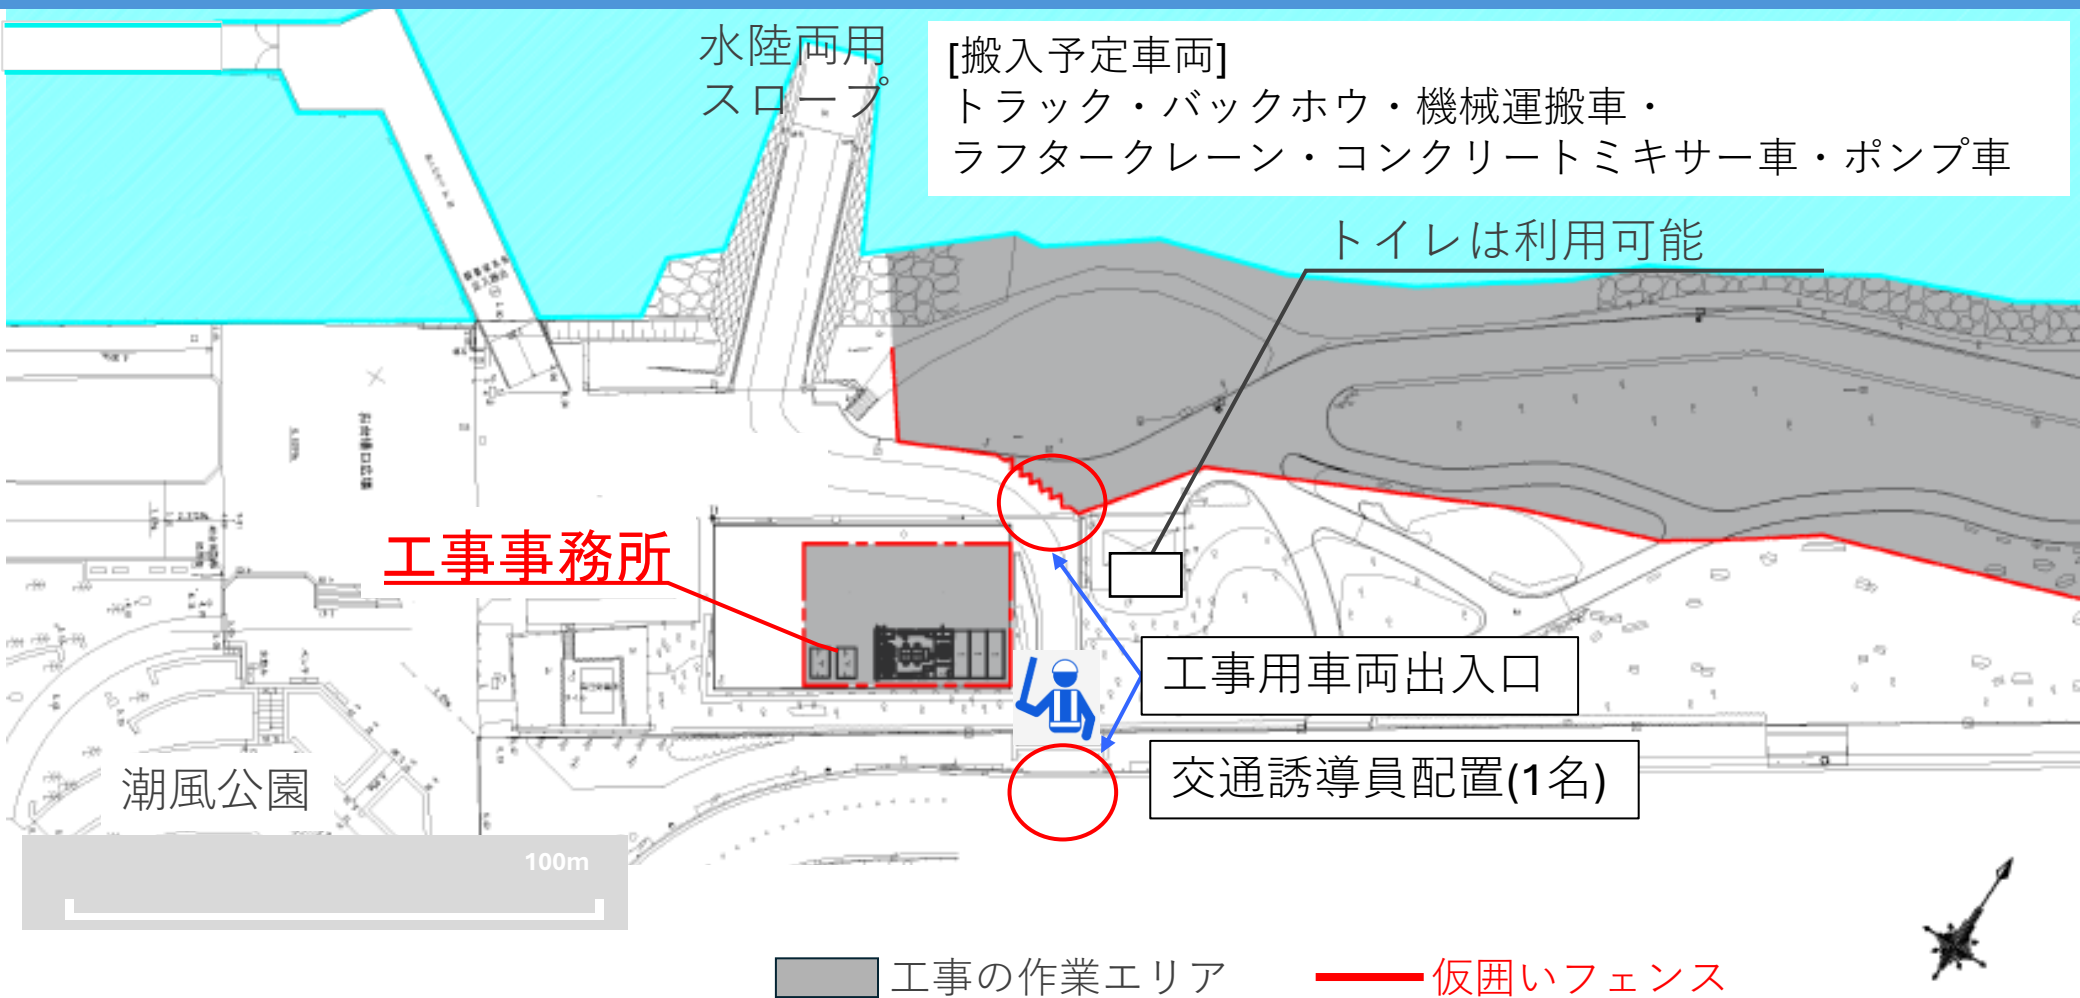 水陸両用
スロープ
[搬入予定車両]
トラック・バックホウ・機械運搬車・
ラフタークレーン・コンクリートミキサー車・ポンプ車
トイレは利用可能
工事事務所
工事用車両出入口
交通誘導員配置(1名)
潮風公園
100m
工事の作業エリア
仮囲いフェンス